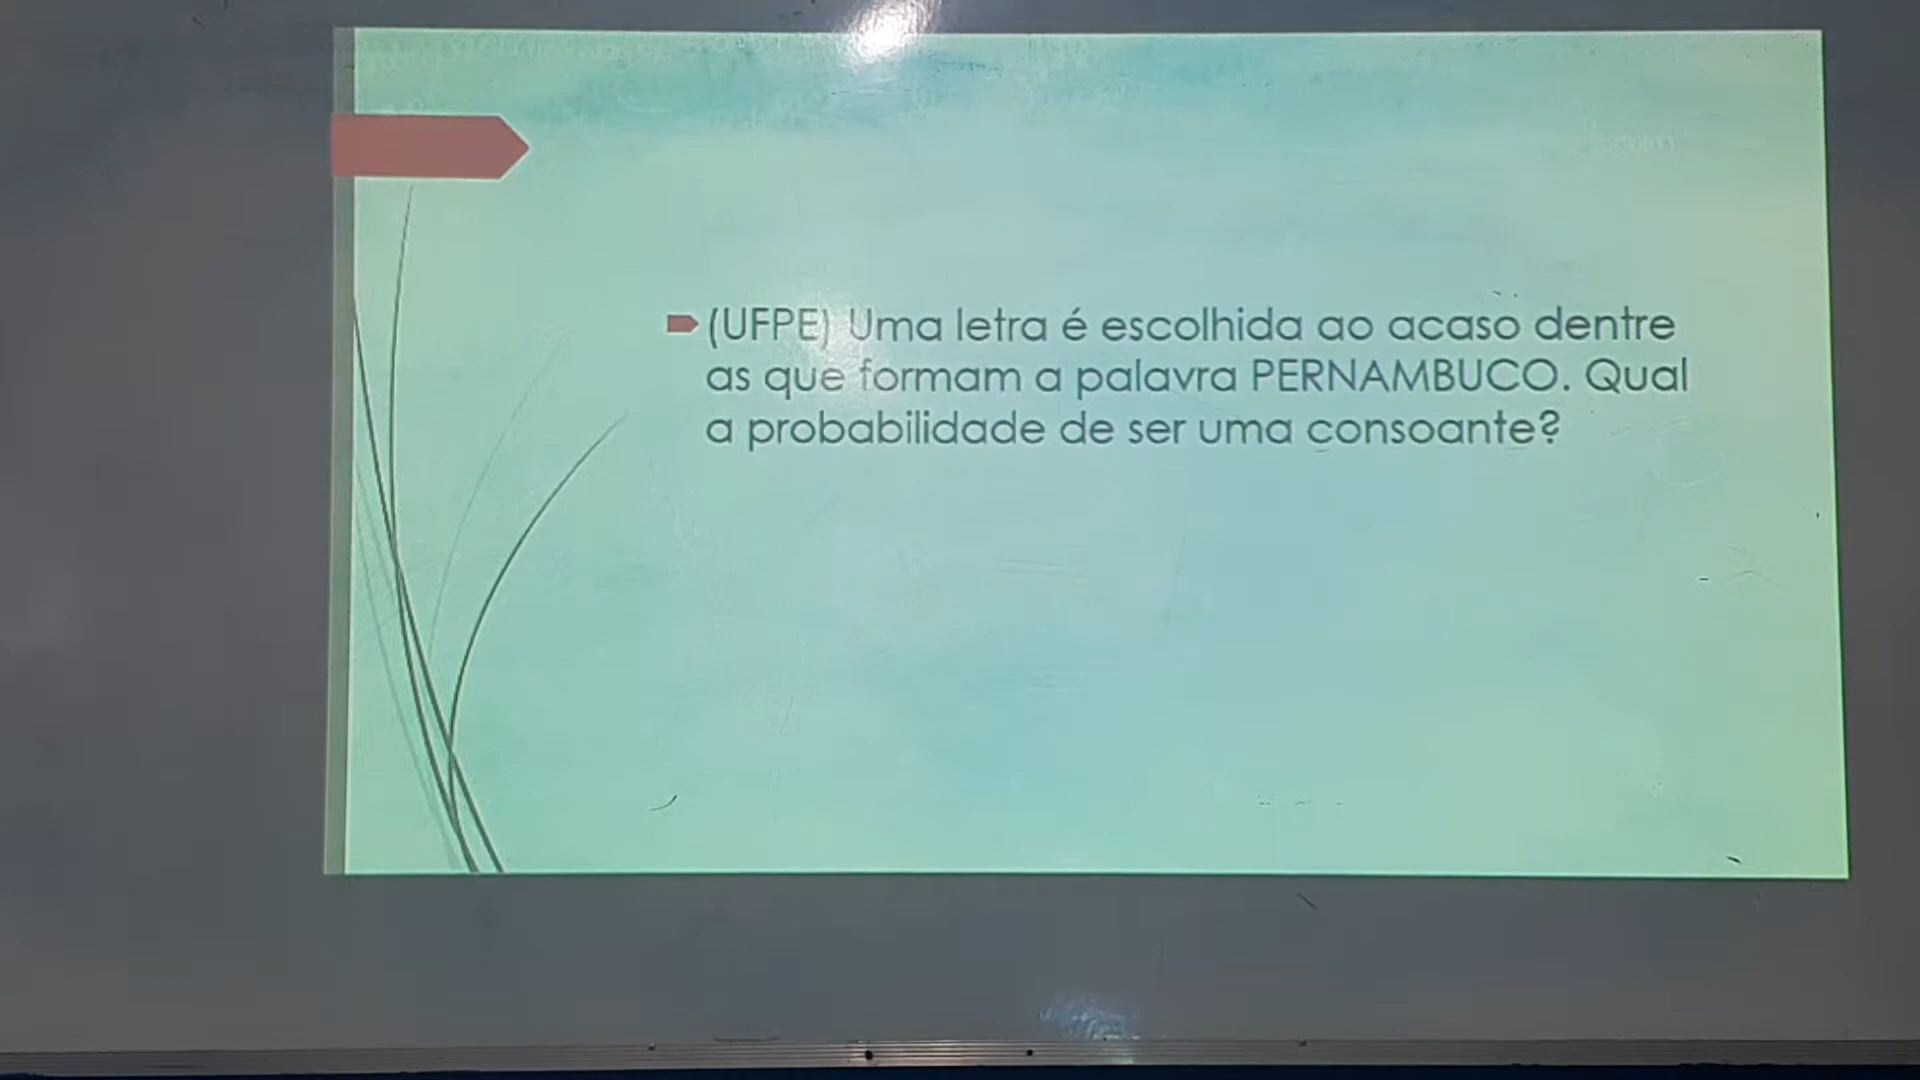 (UFPE) Uma letra é escolhida ao acaso dentre
as que formam a palavra PERNAMBUCO. Qual
a probabilidade de ser uma consoante?